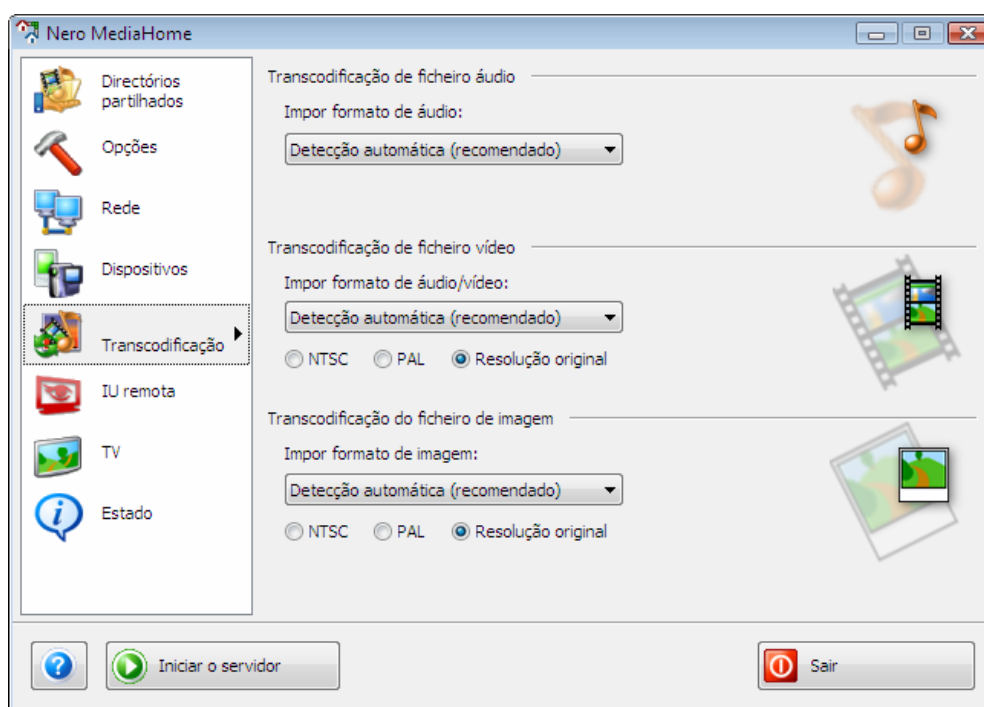 Nero MediaHome
Directórios
partilhados
Opções
Rede
Dispositivos
Transcodificação
IU remota
TV
Estado
Transcodificação de ficheiro áudio
Impor formato de áudio:
Detecção automática (recomendado)
Transcodificação de ficheiro vídeo
Impor formato de áudio/vídeo:
Detecção automática (recomendado)
NTSC PAL Resolução original
Transcodificação do ficheiro de imagem
Impor formato de imagem:
Detecção automática (recomendado)
NTSC PAL Resolução original
? Iniciar o servidor Sair